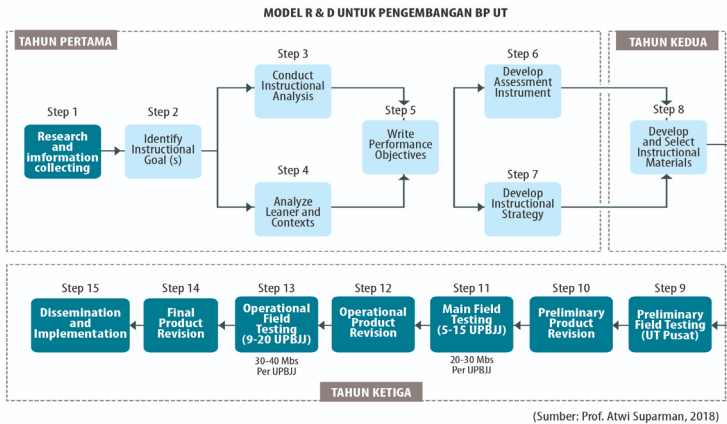 MODEL R & D UNTUK PENGEMBANGAN BP UT
TAHUN PERTAMA
TAHUN KEDUA
Step 1
Research
and
imformation
collecting
Step 2
Identify
Instructional
Goal (s)
Step 3
Conduct
Instructional
Analysis
Step 4
Analyze
Leaner and
Contexts
Step 5
Write
Performance
Objectives
Step 6
Develop
Assessment
Instrument
Step 7
Develop
Instructional
Strategy
Step 8
Develop
and Select
Instructional
Materials
Step 15
Dissemination
and
Implementation
Step 14
Final
Product
Revision
Step 13
Operational
Field
Testing
(9-20 UPBJJ)
30-40 Mbs
Per UPBJJ
Step 12
Operational
Product
Revision
Step 11
Main Field
Testing
(5-15 UPBJJ)
20-30 Mbs
Per UPBJJ
Step 10
Preliminary
Product
Revision
Step 9
Preliminary
Field Testing
(UT Pusat)
TAHUN KETIGA
(Sumber: Prof. Atwi Suparman, 2018)